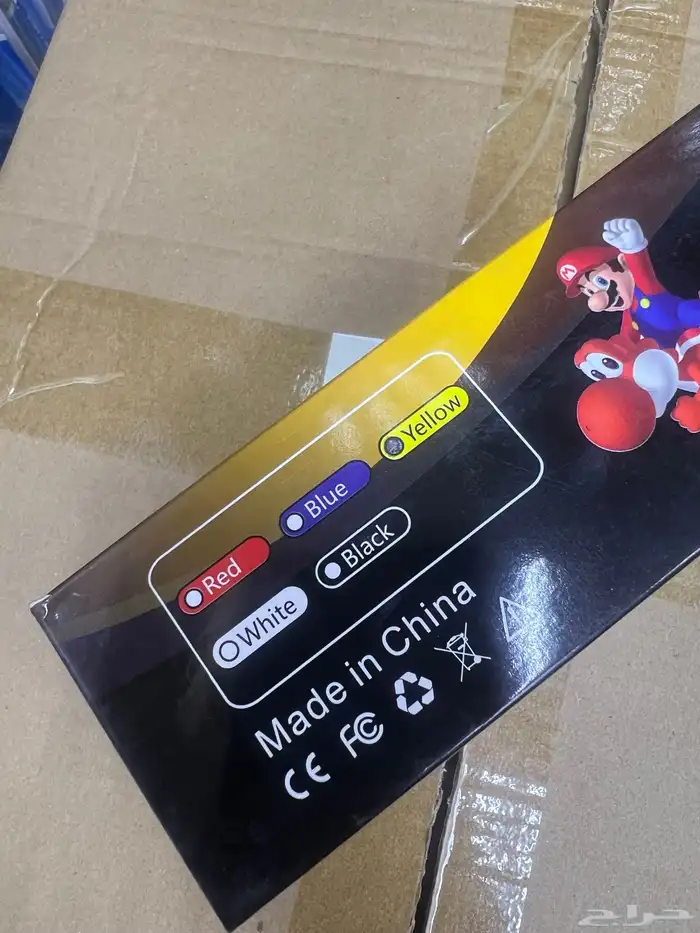 M
Red
Blue
Yellow
White
Black
Made in China
CE FC
حراج